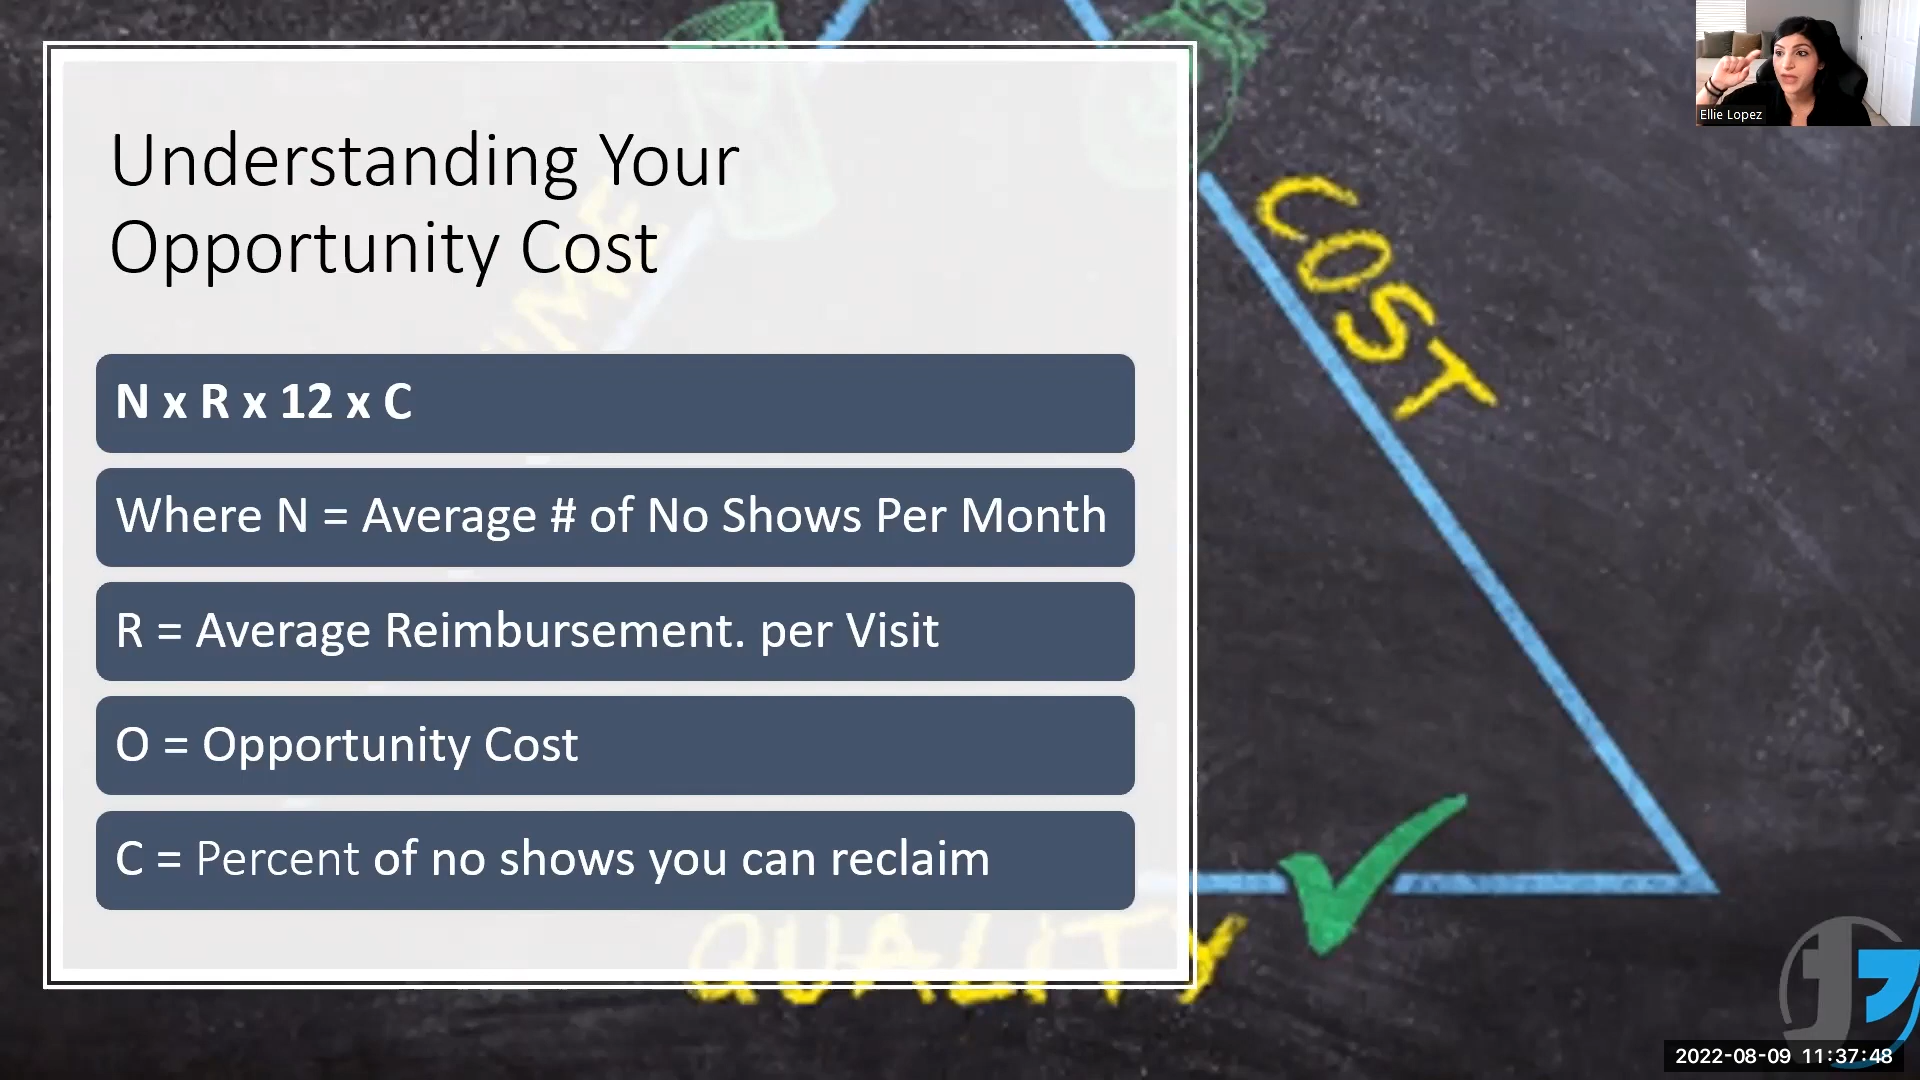 Understanding Your
Opportunity Cost
N x R x 12 x C
Where N = Average # of No Shows Per Month
R = Average Reimbursement. per Visit
O = Opportunity Cost
C = Percent of no shows you can reclaim
TIME
COST
QUALITY
Ellie Lopez
2022-08-09 11:37:48